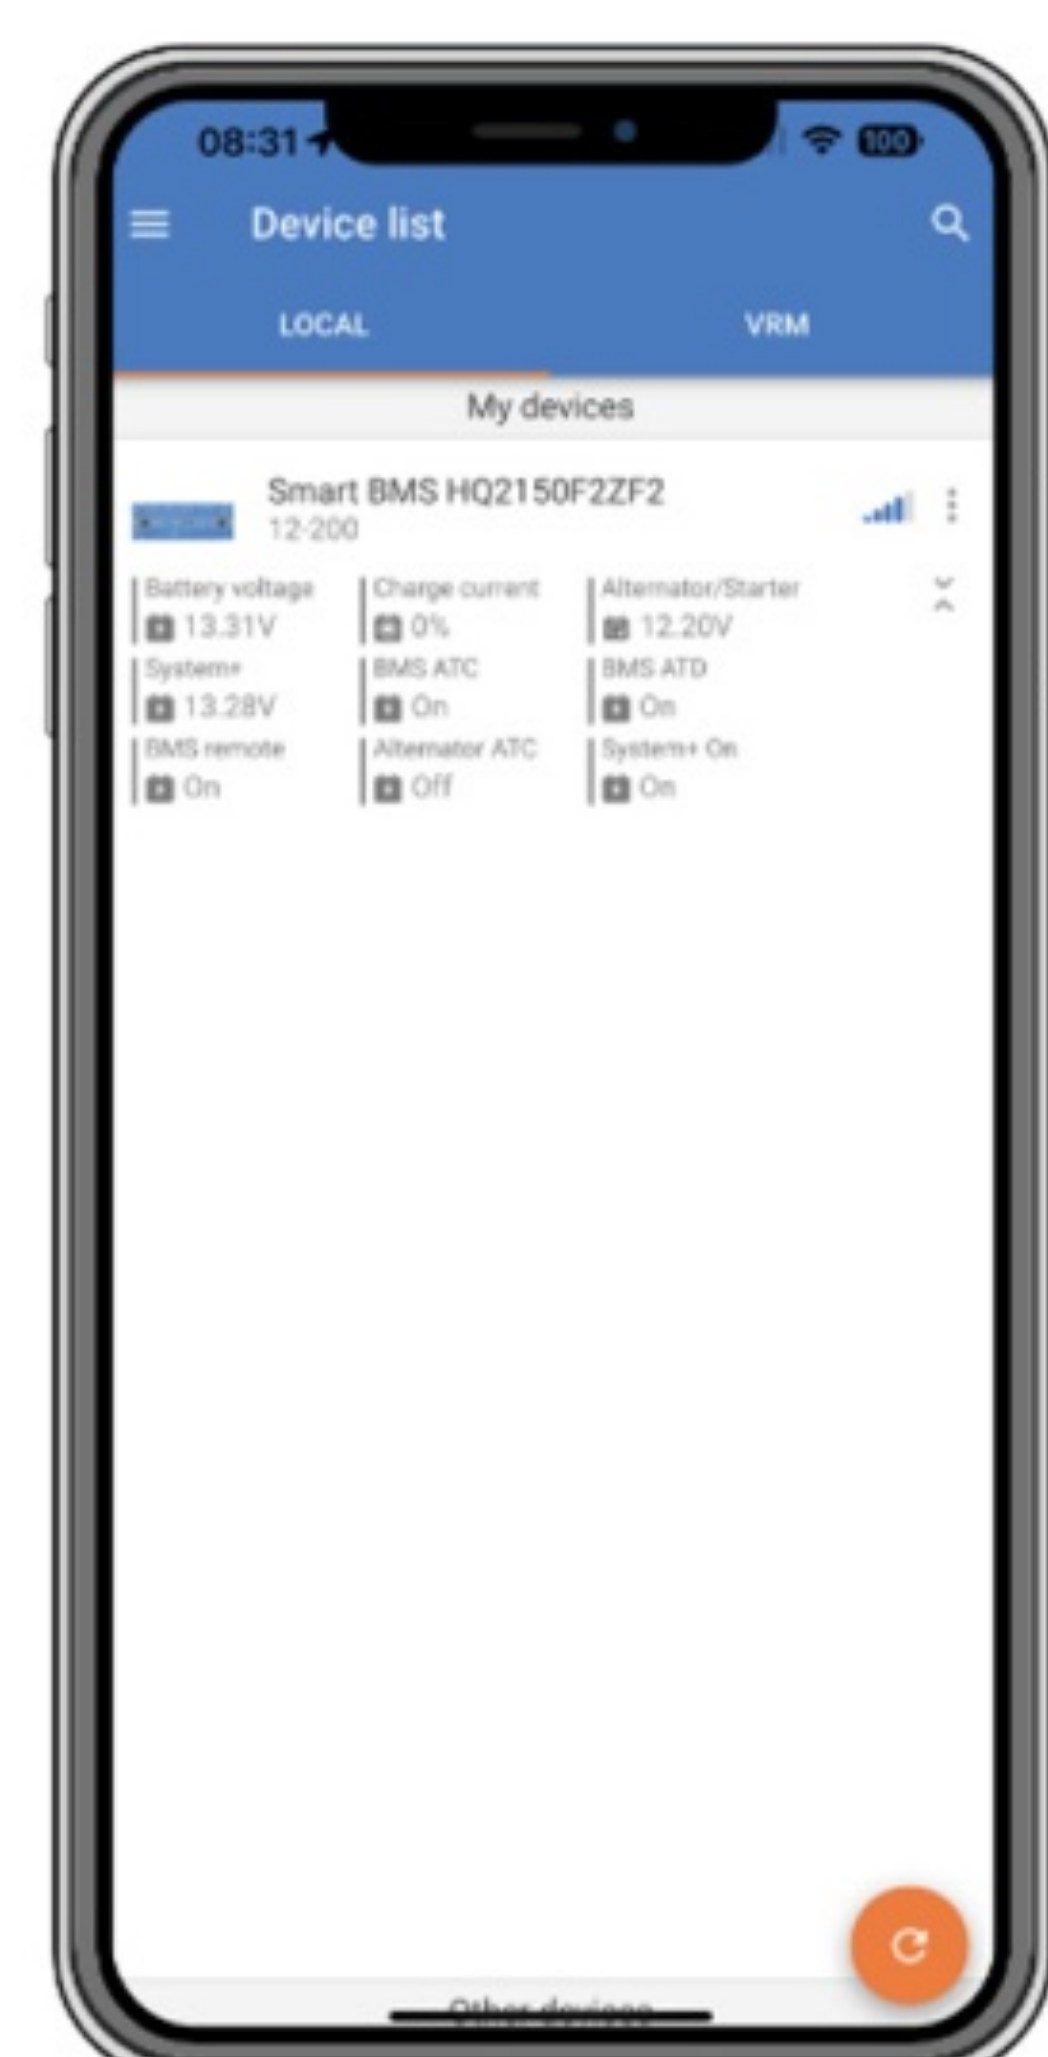 08:31
100
Device list
LOCAL VRM
My devices
Smart BMS HQ2150F2ZF2
12-200
Battery voltage Charge current Alternator/Starter
13.31V 0% 12.20V
System+ BMS ATC BMS ATD
13.28V On On
BMS remote Alternator ATC System+ On
On Off On
Other devices